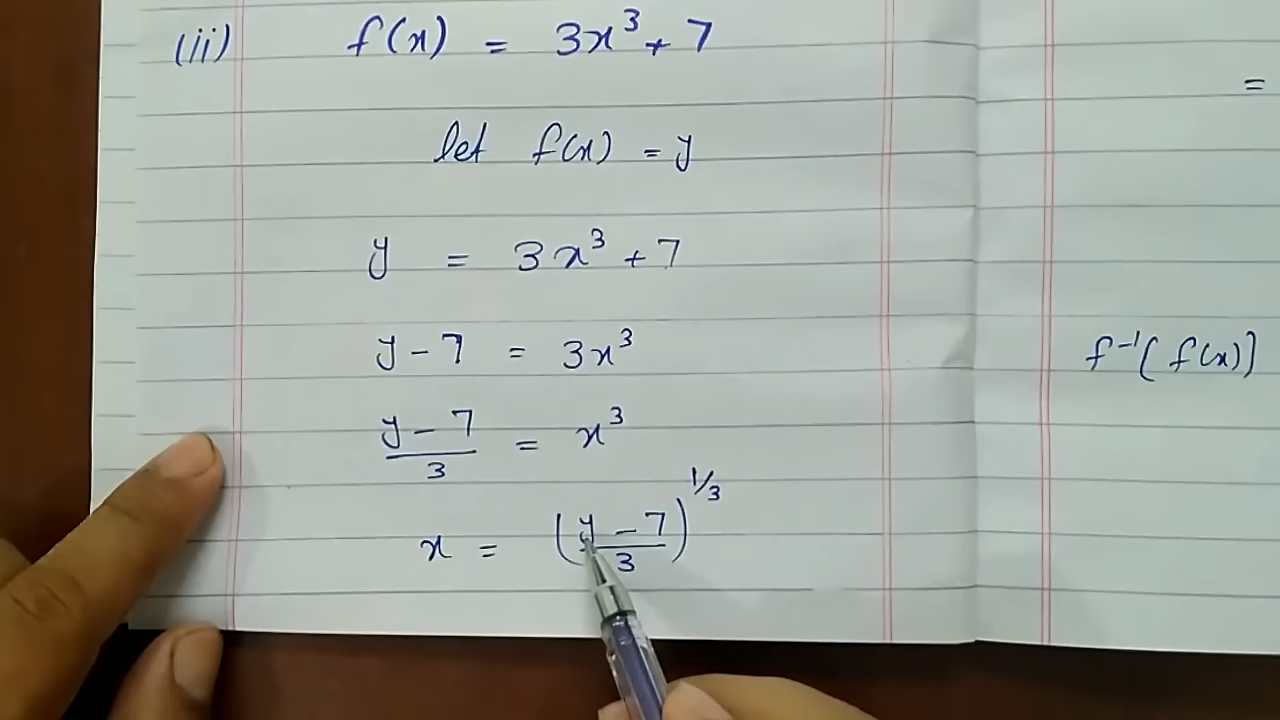 (ii) f(x) = 3x³ + 7
=
let f(x) = y
y = 3x³ + 7
y - 7 = 3x³
f⁻¹[f(x)]
y - 7 / 3 = x³
x = (y - 7 / 3)^1/3